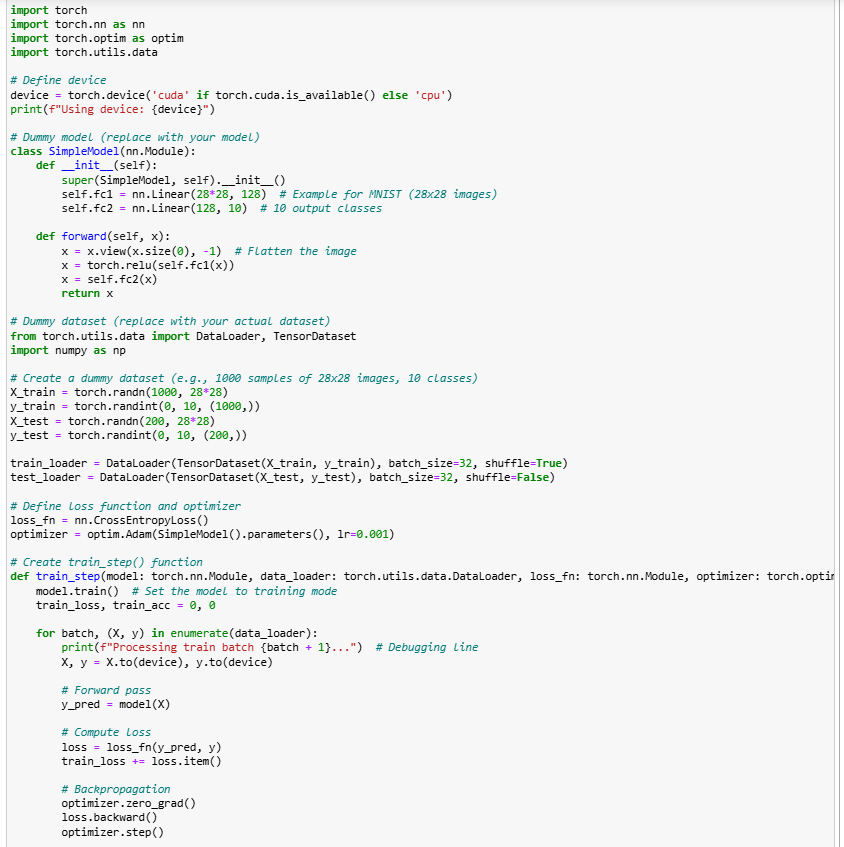 import torch
import torch.nn as nn
import torch.optim as optim
import torch.utils.data

# Define device
device = torch.device('cuda' if torch.cuda.is_available() else 'cpu')
print(f"Using device: {device}")

# Dummy model (replace with your model)
class SimpleModel(nn.Module):
    def __init__(self):
        super(SimpleModel, self).__init__()
        self.fc1 = nn.Linear(28*28, 128)  # Example for MNIST (28x28 images)
        self.fc2 = nn.Linear(128, 10)  # 10 output classes

    def forward(self, x):
        x = x.view(x.size(0), -1)  # Flatten the image
        x = torch.relu(self.fc1(x))
        x = self.fc2(x)
        return x

# Dummy dataset (replace with your actual dataset)
from torch.utils.data import DataLoader, TensorDataset
import numpy as np

# Create a dummy dataset (e.g., 1000 samples of 28x28 images, 10 classes)
X_train = torch.randn(1000, 28*28)
y_train = torch.randint(0, 10, (1000,))
X_test = torch.randn(200, 28*28)
y_test = torch.randint(0, 10, (200,))

train_loader = DataLoader(TensorDataset(X_train, y_train), batch_size=32, shuffle=True)
test_loader = DataLoader(TensorDataset(X_test, y_test), batch_size=32, shuffle=False)

# Define loss function and optimizer
loss_fn = nn.CrossEntropyLoss()
optimizer = optim.Adam(SimpleModel().parameters(), lr=0.001)

# Create train_step() function
def train_step(model: torch.nn.Module, data_loader: torch.utils.data.DataLoader, loss_fn: torch.nn.Module, optimizer: torch.optim
    model.train()  # Set the model to training mode
    train_loss, train_acc = 0, 0

    for batch, (X, y) in enumerate(data_loader):
        print(f"Processing train batch {batch + 1}...")  # Debugging line
        X, y = X.to(device), y.to(device)

        # Forward pass
        y_pred = model(X)

        # Compute loss
        loss = loss_fn(y_pred, y)
        train_loss += loss.item()

        # Backpropagation
        optimizer.zero_grad()
        loss.backward()
        optimizer.step()